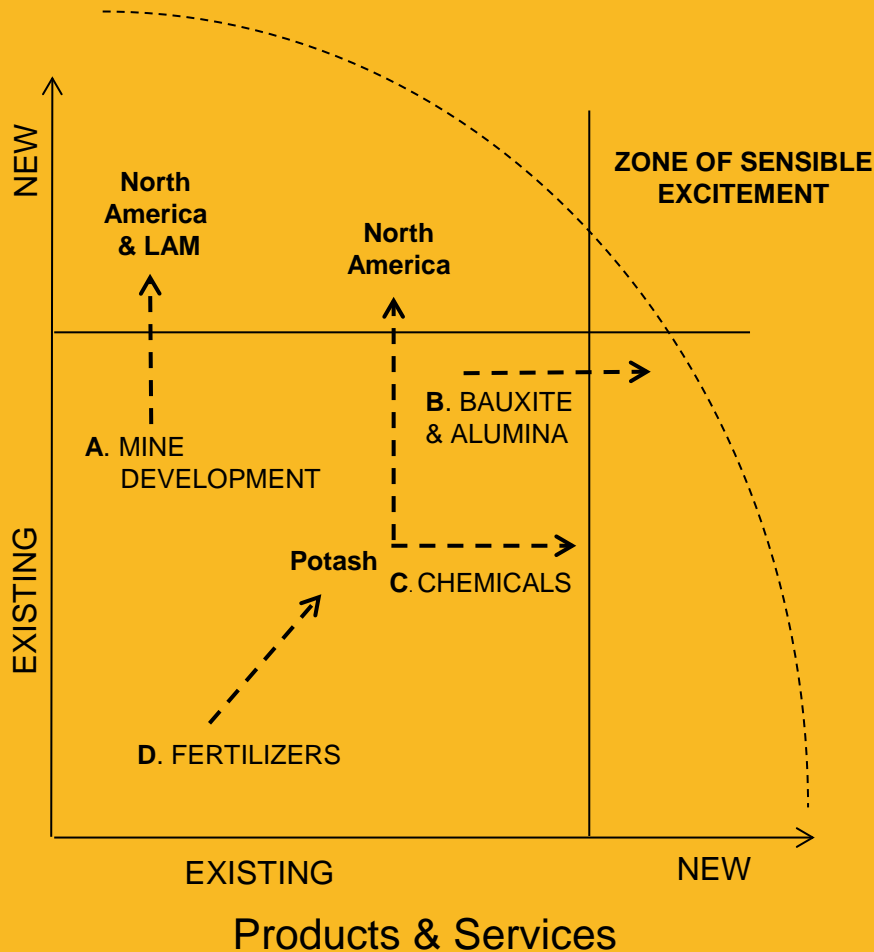 NEW
ZONE OF SENSIBLE
EXCITEMENT
North
America
& LAM
North
America
B. BAUXITE
& ALUMINA
A. MINE
DEVELOPMENT
EXISTING
Potash
C. CHEMICALS
D. FERTILIZERS
EXISTING
NEW
Products & Services